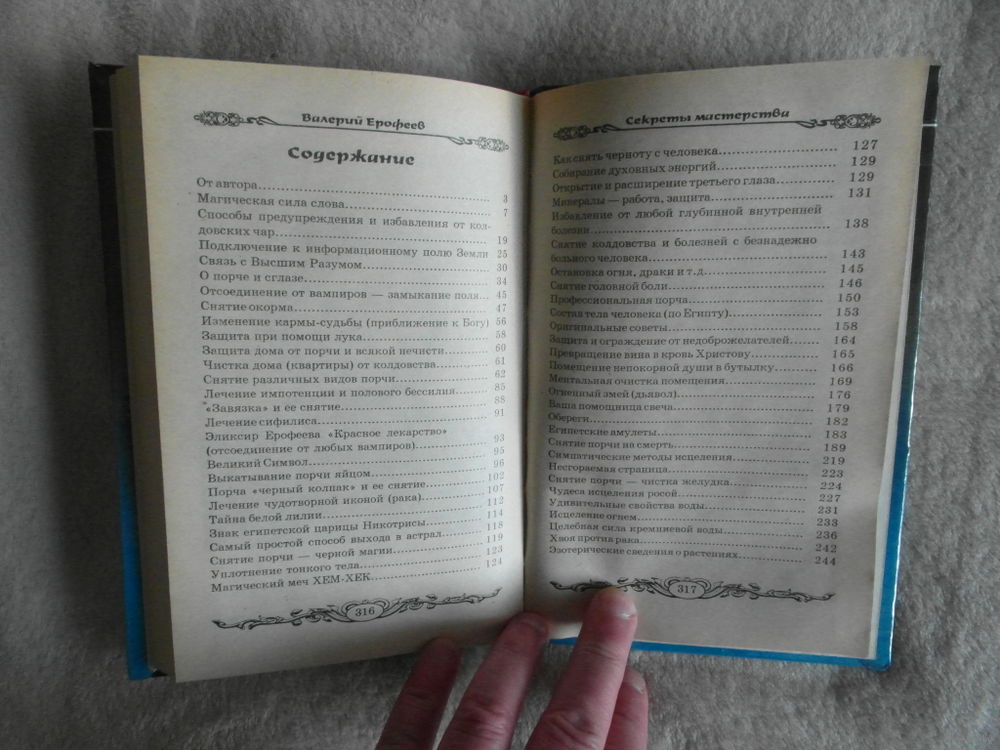 Валерий Ерофеев
Содержание
От автора........ 3
Магическая сила слова........ 7
Способы предупреждения и избавления от кол-
довских чар........ 19
Подключение к информационному полю Земли 25
Связь с Высшим Разумом........ 30
О порче и сглазе........ 34
Отсоединение от вампиров — замыкание поля... 45
Снятие окорма........ 47
Изменение кармы-судьбы (приближение к Богу) 56
Защита при помощи лука........ 58
Защита дома от порчи и всякой нечисти........ 60
Чистка дома (квартиры) от колдовства........ 61
Снятие различных видов порчи........ 62
Лечение импотенции и полового бессилия........ 85
«Завязка» и ее снятие........ 88
Лечение сифилиса........ 91
Эликсир Ерофеева «Красное лекарство»
(отсоединение от любых вампиров)........ 93
Великий Символ........ 95
Выкатывание порчи яйцом........ 96
Порча «черный колпак» и ее снятие........ 102
Лечение чудотворной иконой (рака)........ 107
Тайна белой лилии........ 112
Знак египетской царицы Никотрисы........ 114
Самый простой способ выхода в астрал........ 118
Снятие порчи — черной магии........ 119
Уплотнение тонкого тела........ 123
Магический меч ХЕМ-ХЕК........ 124
316
Секреты мастерства
Как снять черноту с человека........ 127
Собирание духовных энергий........ 129
Открытие и расширение третьего глаза........ 129
Минералы — работа, защита........ 131
Избавление от любой глубинной внутренней
болезни........ 138
Снятие колдовства и болезней с безнадежно
больного человека........ 143
Остановка огня, драки и т.д........ 145
Снятие головной боли........ 146
Профессиональная порча........ 150
Состав тела человека (по Египту)........ 153
Оригинальные советы........ 158
Защита и ограждение от недоброжелателей........ 164
Превращение вина в кровь Христову........ 165
Помещение непокорной души в бутылку........ 166
Ментальная очистка помещения........ 169
Огненный змей (дьявол)........ 176
Ваша помощница свеча........ 179
Обереги........ 182
Египетские амулеты........ 183
Снятие порчи на смерть........ 189
Симпатические методы исцеления........ 219
Несгораемая страница........ 223
Снятие порчи — чистка желудка........ 224
Чудеса исцеления росой........ 227
Удивительные свойства воды........ 231
Исцеление огнем........ 233
Целебная сила кремниевой воды........ 236
Хвоя против рака........ 242
Эзотерические сведения о растениях........ 244
317